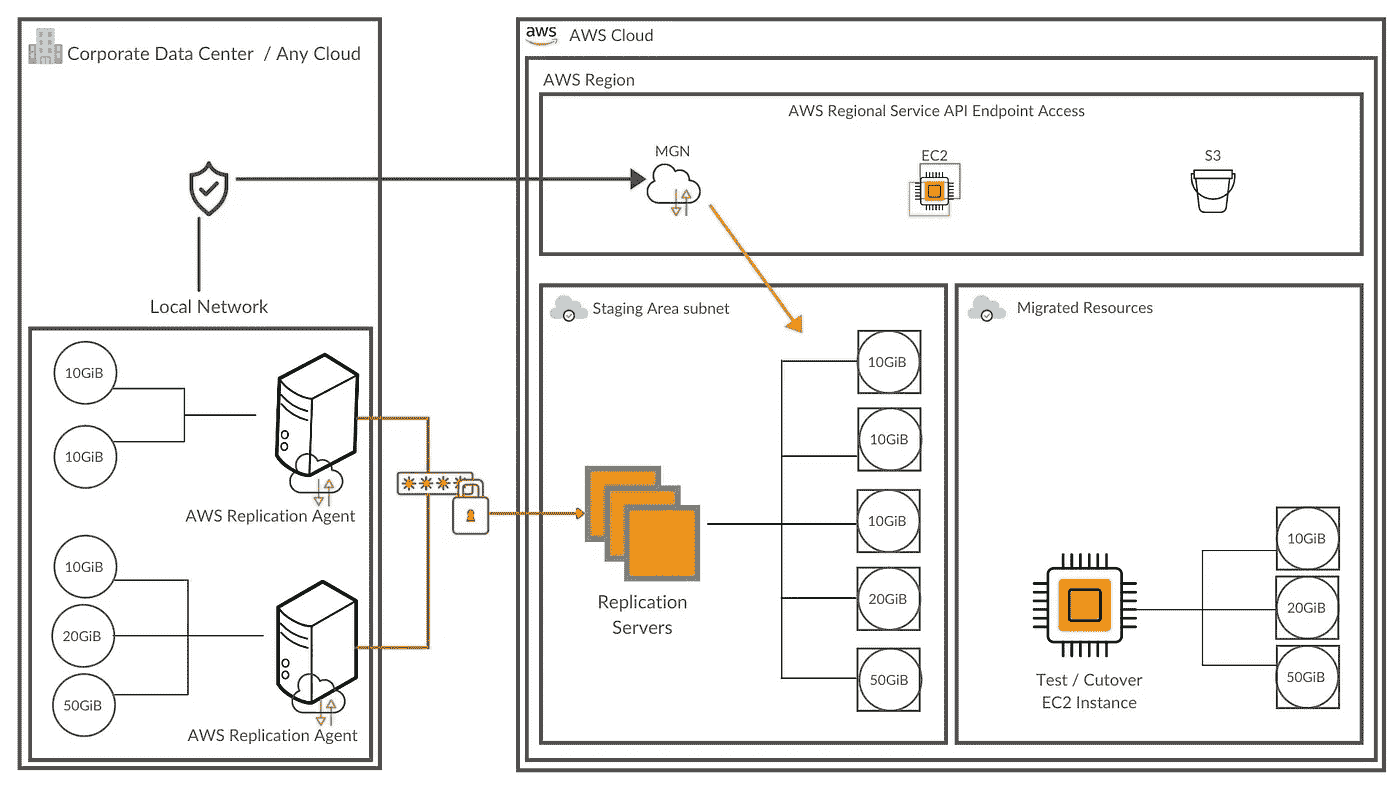 Corporate Data Center / Any Cloud
Local Network
10GiB
10GiB
AWS Replication Agent
10GiB
20GiB
50GiB
AWS Replication Agent
****
aws
AWS Cloud
AWS Region
AWS Regional Service API Endpoint Access
MGN
EC2
S3
Staging Area subnet
Replication
Servers
10GiB
10GiB
10GiB
20GiB
50GiB
Migrated Resources
Test / Cutover
EC2 Instance
10GiB
20GiB
50GiB